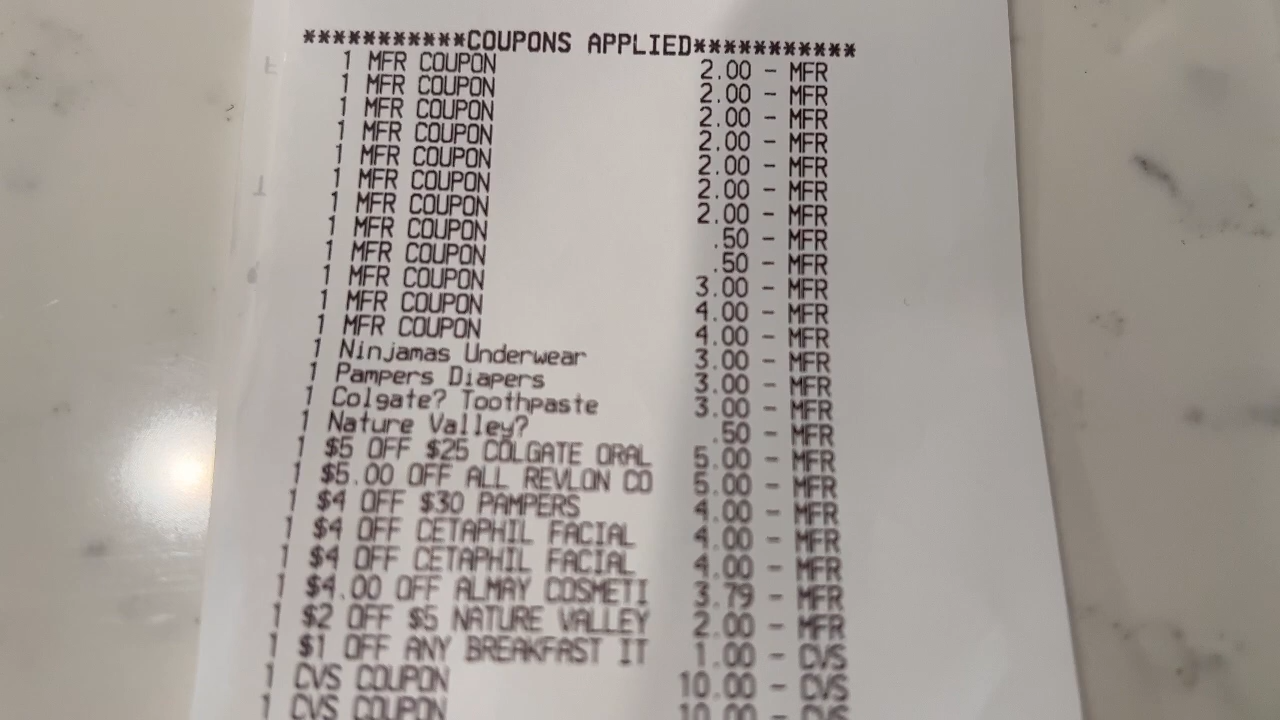 ***********COUPONS APPLIED***********
1 MFR COUPON 2.00 - MFR
1 MFR COUPON 2.00 - MFR
1 MFR COUPON 2.00 - MFR
1 MFR COUPON 2.00 - MFR
1 MFR COUPON 2.00 - MFR
1 MFR COUPON 2.00 - MFR
1 MFR COUPON 2.00 - MFR
1 MFR COUPON .50 - MFR
1 MFR COUPON .50 - MFR
1 MFR COUPON 3.00 - MFR
1 MFR COUPON 4.00 - MFR
1 MFR COUPON 4.00 - MFR
1 Ninjamas Underwear 3.00 - MFR
1 Pampers Diapers 3.00 - MFR
1 Colgate? Toothpaste 3.00 - MFR
1 Nature Valley? .50 - MFR
1 $5 OFF $25 COLGATE ORAL 5.00 - MFR
1 $5.00 OFF ALL REVLON CO 5.00 - MFR
1 $4 OFF $30 PAMPERS 4.00 - MFR
1 $4 OFF CETAPHIL FACIAL 4.00 - MFR
1 $4 OFF CETAPHIL FACIAL 4.00 - MFR
1 $4.00 OFF ALMAY COSMETI 3.79 - MFR
1 $2 OFF $5 NATURE VALLEY 2.00 - MFR
1 $1 OFF ANY BREAKFAST IT 1.00 - CVS
1 CVS COUPON 10.00 - CVS
1 CVS COUPON 10.00 - CVS